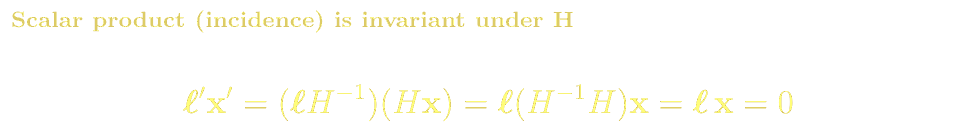 Scalar product (incidence) is invariant under H
ℓ′x′ = (ℓH⁻¹)(Hx) = ℓ(H⁻¹H)x = ℓ x = 0